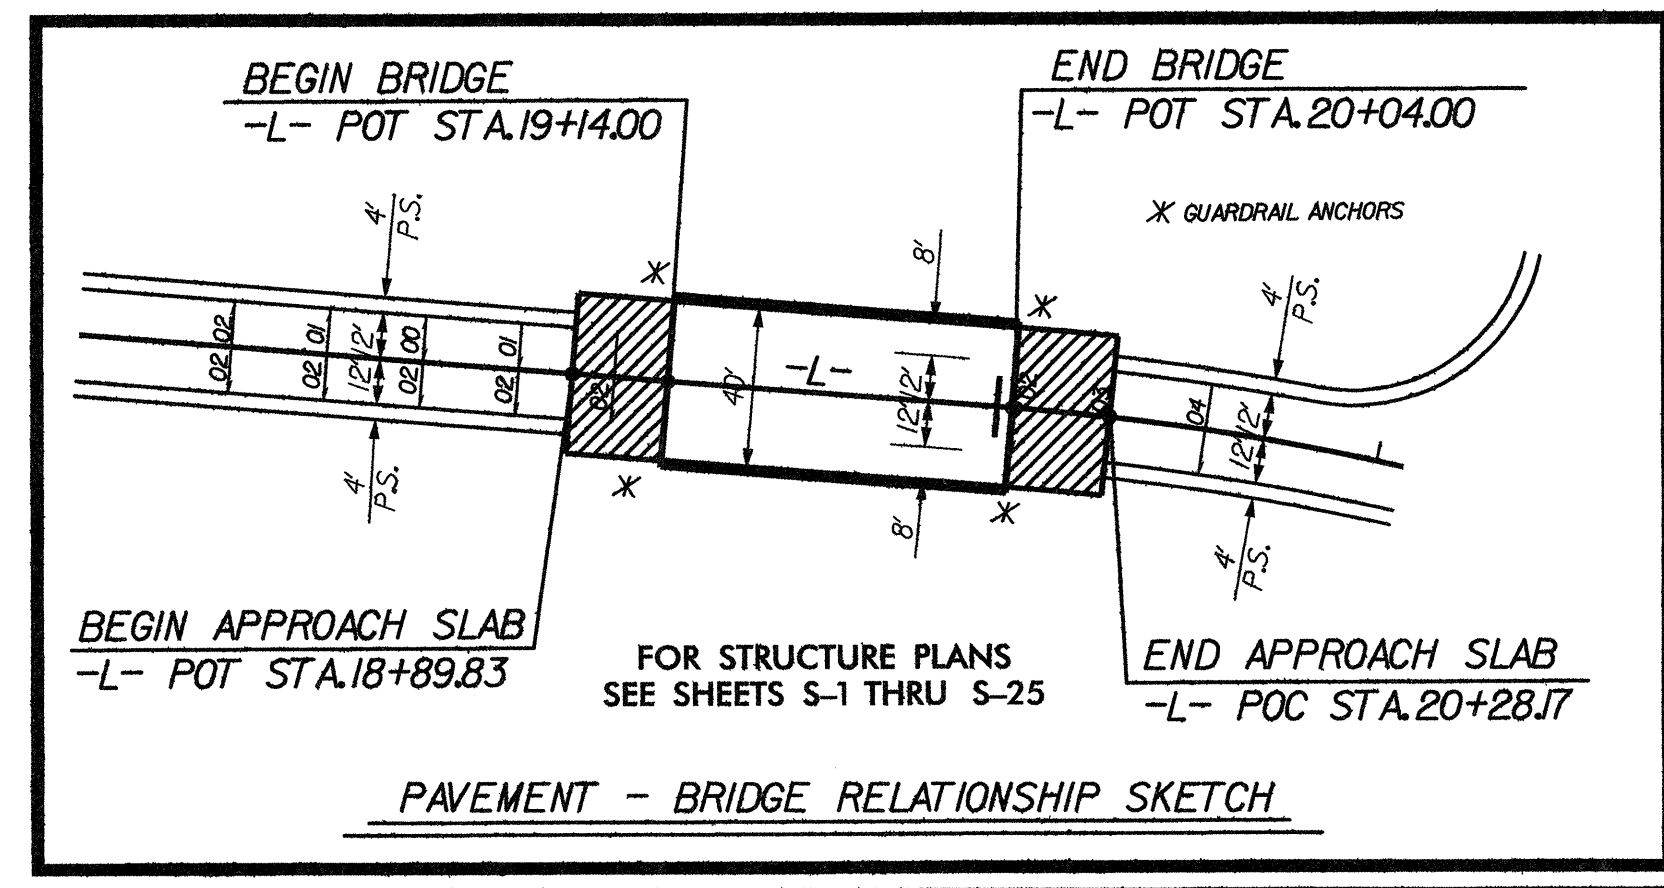 BEGIN BRIDGE
-L- POT STA.19+14.00
END BRIDGE
-L- POT STA.20+04.00
* GUARDRAIL ANCHORS
4'
P.S.
8'
4'
P.S.
02
02
01
02
12'
12'
00
02
01
02
02
40'
-L-
12'
12'
02
04
12'
12'
4'
P.S.
8'
4'
P.S.
BEGIN APPROACH SLAB
-L- POT STA.18+89.83
FOR STRUCTURE PLANS
SEE SHEETS S-1 THRU S-25
END APPROACH SLAB
-L- POC STA.20+28.17
PAVEMENT - BRIDGE RELATIONSHIP SKETCH